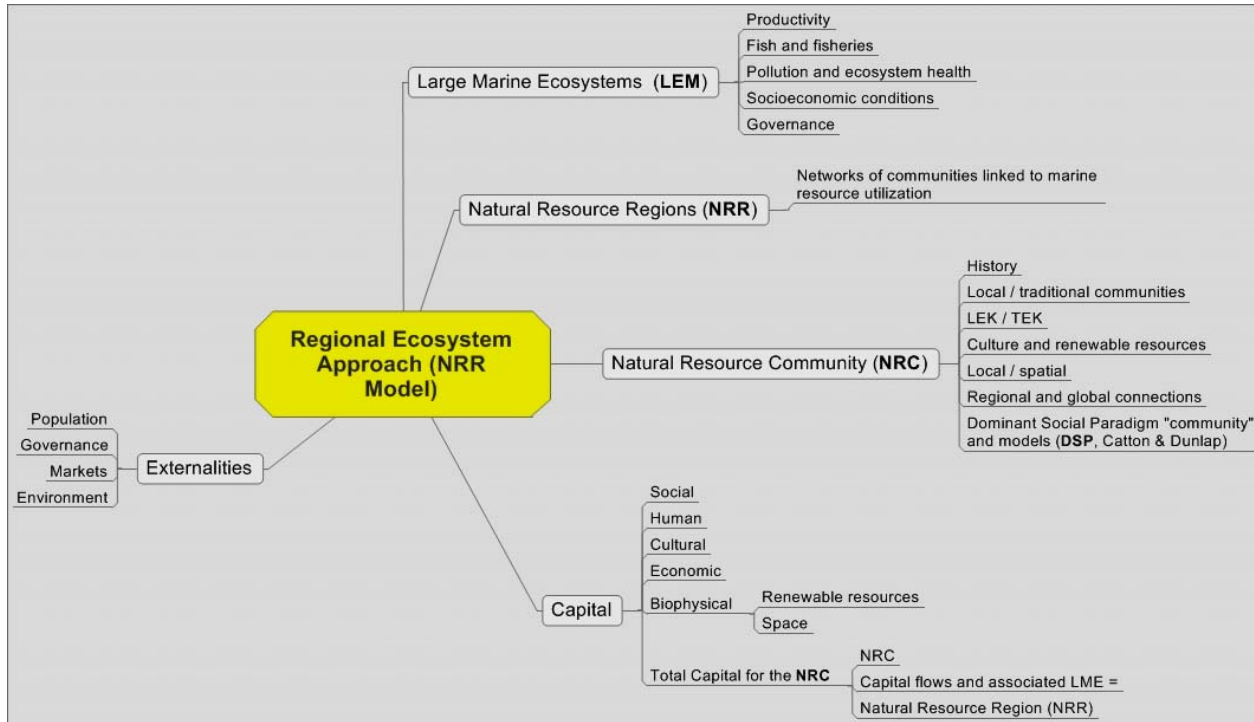 Productivity
Fish and fisheries
Large Marine Ecosystems (LEM)
Pollution and ecosystem health
Socioeconomic conditions
Governance
Networks of communities linked to marine
resource utilization
Natural Resource Regions (NRR)
History
Local / traditional communities
LEK / TEK
Regional Ecosystem
Approach (NRR
Model)
Natural Resource Community (NRC)
Culture and renewable resources
Local / spatial
Regional and global connections
Dominant Social Paradigm "community"
and models (DSP, Catton & Dunlap)
Population
Governance
Markets
Environment
Externalities
Social
Human
Cultural
Economic
Capital
Biophysical
Renewable resources
Space
Total Capital for the NRC
NRC
Capital flows and associated LME =
Natural Resource Region (NRR)